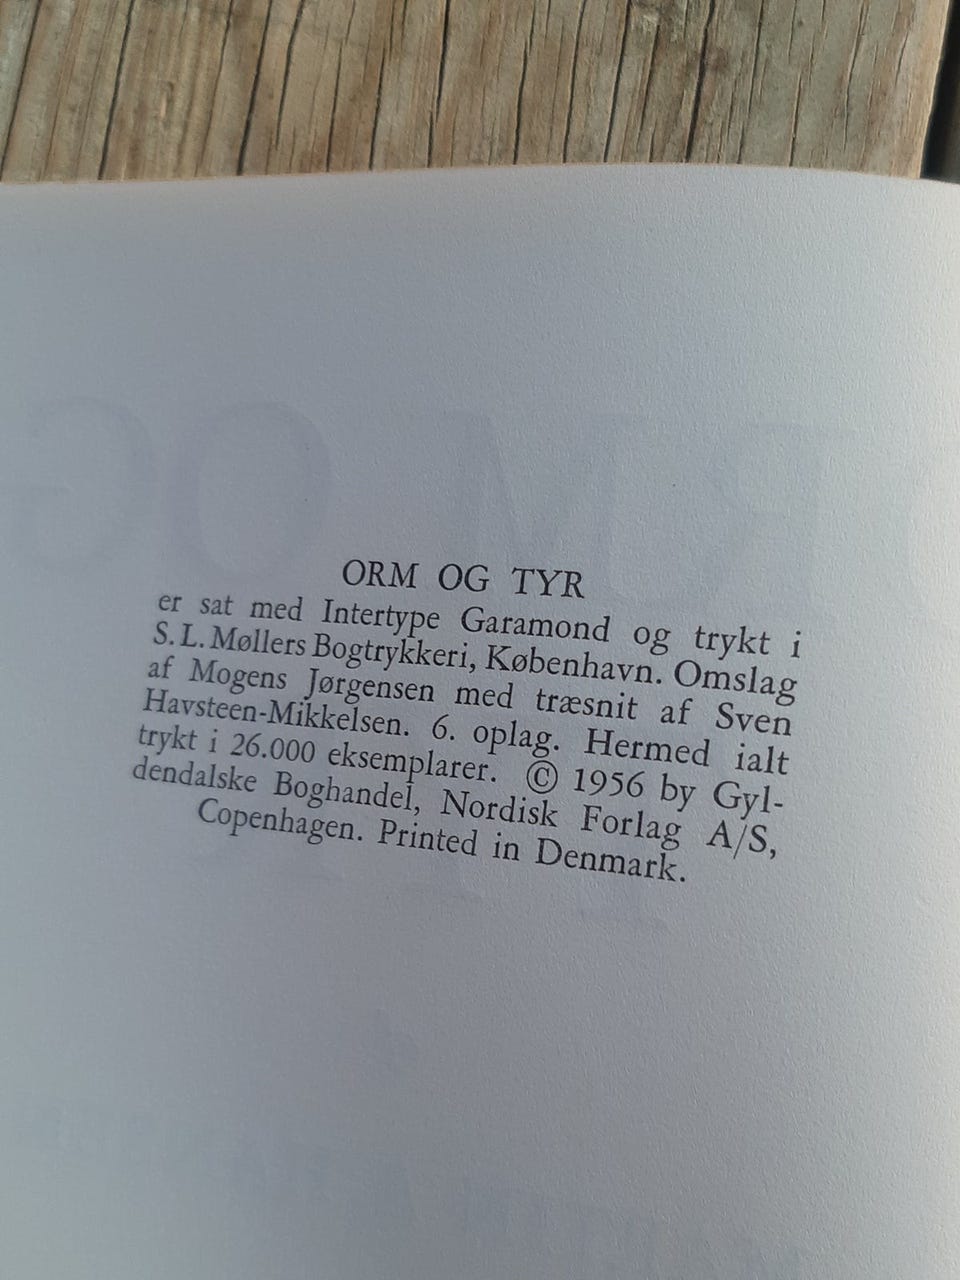 ORM OG TYR
er sat med Intertype Garamond og trykt i
S. L. Møllers Bogtrykkeri, København. Omslag
af Mogens Jørgensen med træsnit af Sven
Havsteen-Mikkelsen. 6. oplag. Hermed ialt
trykt i 26.000 eksemplarer. © 1956 by Gyl-
dendalske Boghandel, Nordisk Forlag A/S,
Copenhagen. Printed in Denmark.